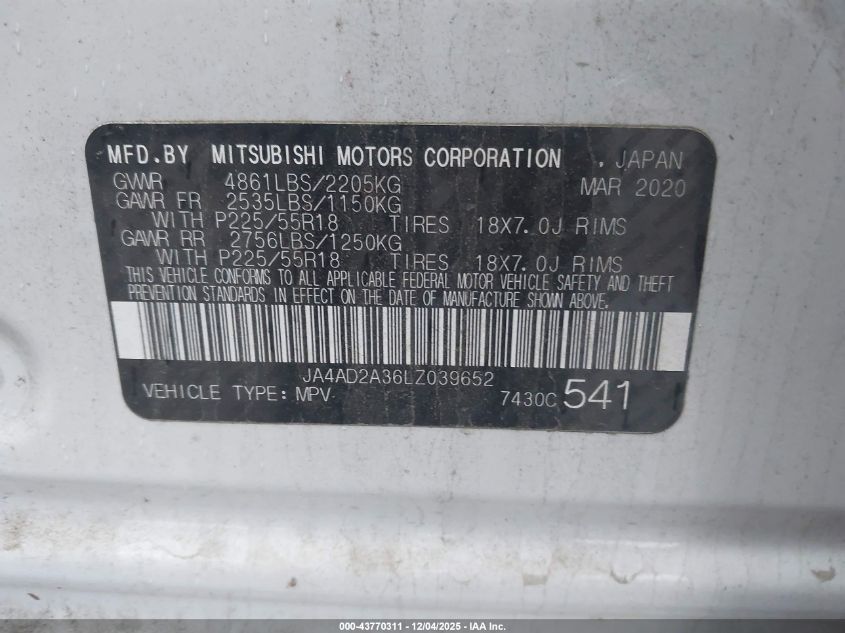 MFD.BY MITSUBISHI MOTORS CORPORATION . JAPAN
GVWR 4861LBS/2205KG MAR 2020
GAWR FR 2535LBS/1150KG
WITH P225/55R18 TIRES 18X7.0J RIMS
GAWR RR 2756LBS/1250KG
WITH P225/55R18 TIRES 18X7.0J RIMS
THIS VEHICLE CONFORMS TO ALL APPLICABLE FEDERAL MOTOR VEHICLE SAFETY AND THEFT
PREVENTION STANDARDS IN EFFECT ON THE DATE OF MANUFACTURE SHOWN ABOVE.
JA4AD2A36LZ039652
VEHICLE TYPE: MPV 7430C 541
000-43770311 - 12/04/2025 - IAA Inc.